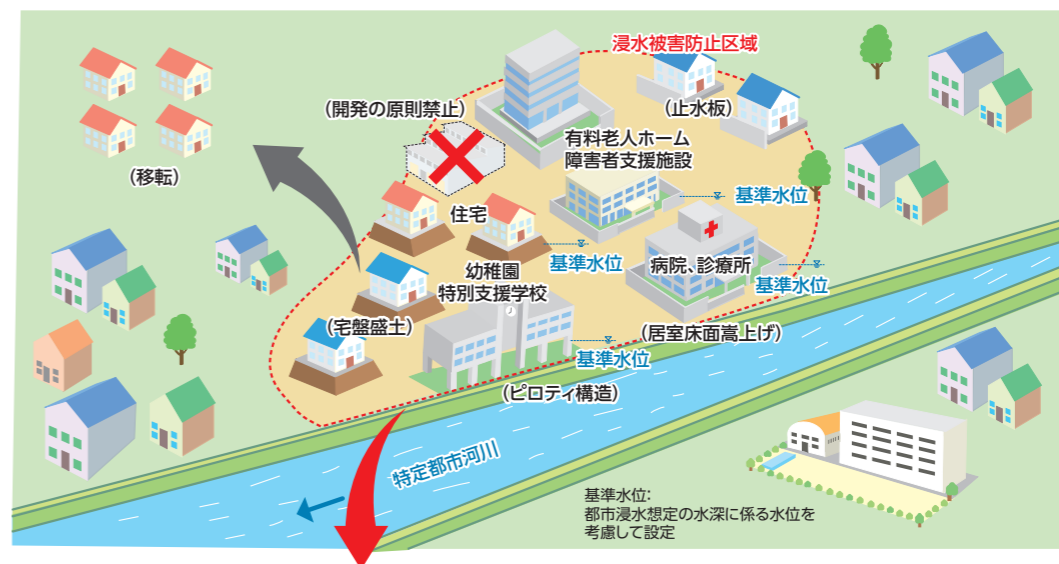 浸水被害防止区域
（開発の原則禁止）
（止水板）
有料老人ホーム
障害者支援施設
（移転）
基準水位
住宅
基準水位
病院、診療所
幼稚園
特別支援学校
基準水位
（宅盤盛土）
（居室床面嵩上げ）
基準水位
（ピロティ構造）
特定都市河川
基準水位：
都市浸水想定の水深に係る水位を
考慮して設定